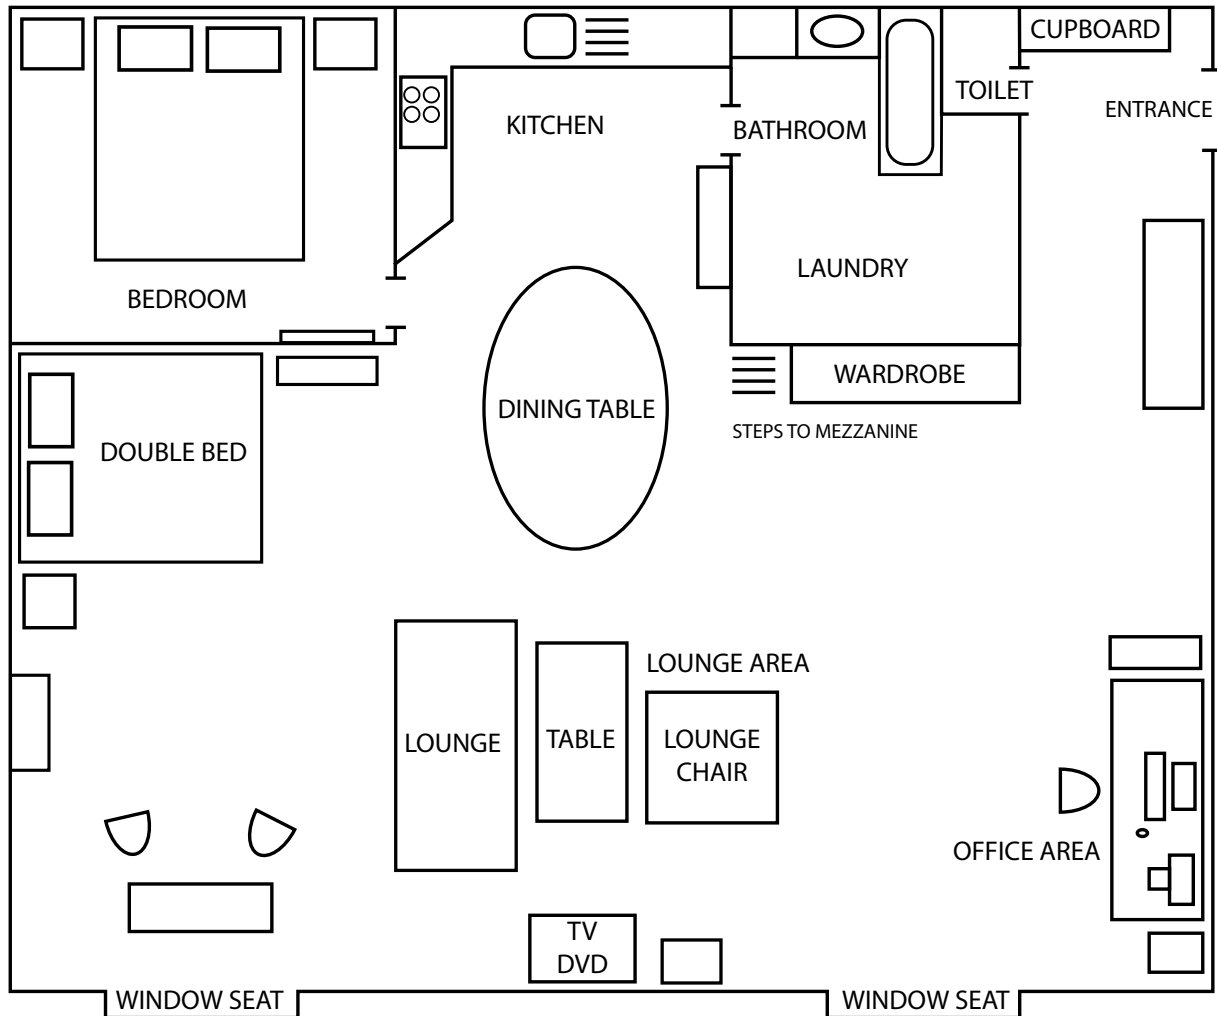 CUPBOARD
TOILET
ENTRANCE
KITCHEN
BATHROOM
LAUNDRY
BEDROOM
WARDROBE
DINING TABLE
STEPS TO MEZZANINE
DOUBLE BED
LOUNGE AREA
LOUNGE
TABLE
LOUNGE
CHAIR
OFFICE AREA
TV
DVD
WINDOW SEAT
WINDOW SEAT